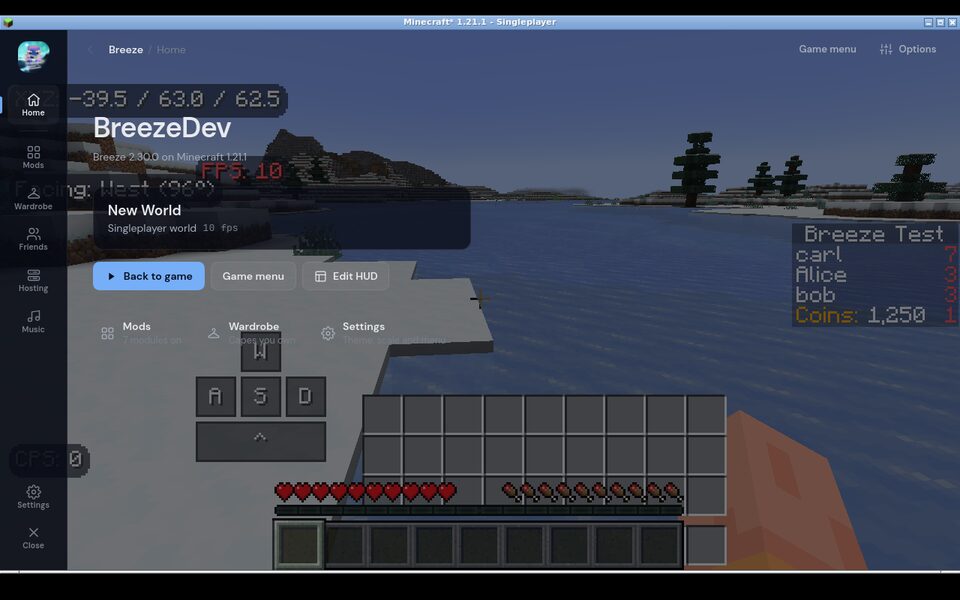 Minecraft* 1.21.1 - Singleplayer
Breeze / Home
Game menu
Options
Home
-39.5 / 63.0 / 62.5
BreezeDev
Breeze 2.30.0 on Minecraft 1.21.1
FPS: 10
Mods
Facing: West (96°)
Wardrobe
New World
Singleplayer world 10 fps
Friends
Breeze Test
carl 7
Alice 3
bob 3
Coins: 1,250 1
Hosting
Back to game
Game menu
Edit HUD
Music
Mods
7 modules on
Wardrobe
Capes you own
Settings
Theme, scale and menu
W
A S D
^
CPS: 0
Settings
Close